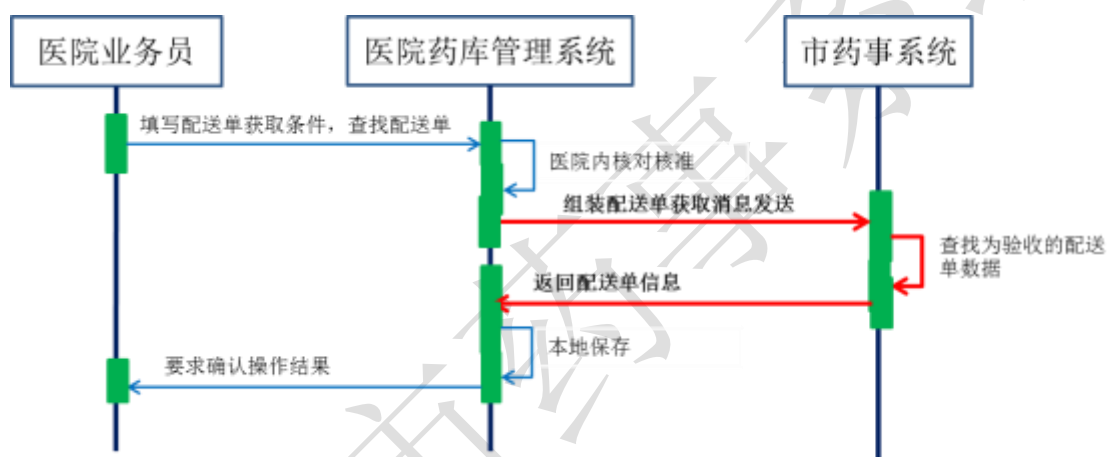 医院业务员
医院药库管理系统
市药事系统
填写配送单获取条件，查找配送单
医院内核对核准
组装配送单获取消息发送
查找为验收的配送
单数据
返回配送单信息
本地保存
要求确认操作结果
市药事